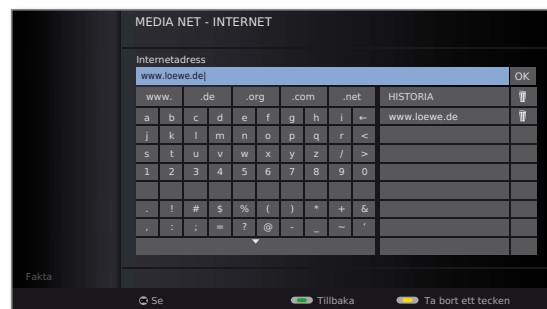 MEDIA NET - INTERNET
Internetadress
www.loewe.de OK
www. .de .org .com .net HISTORIA
a b c d e f g h i ← www.loewe.de
j k l m n o p q r <
s t u v w x y z / >
1 2 3 4 5 6 7 8 9 0
. ! # $ % ( ) * + &
, : ; = ? @ - _ ~ '
Fakta
OK Se Tillbaka Ta bort ett tecken